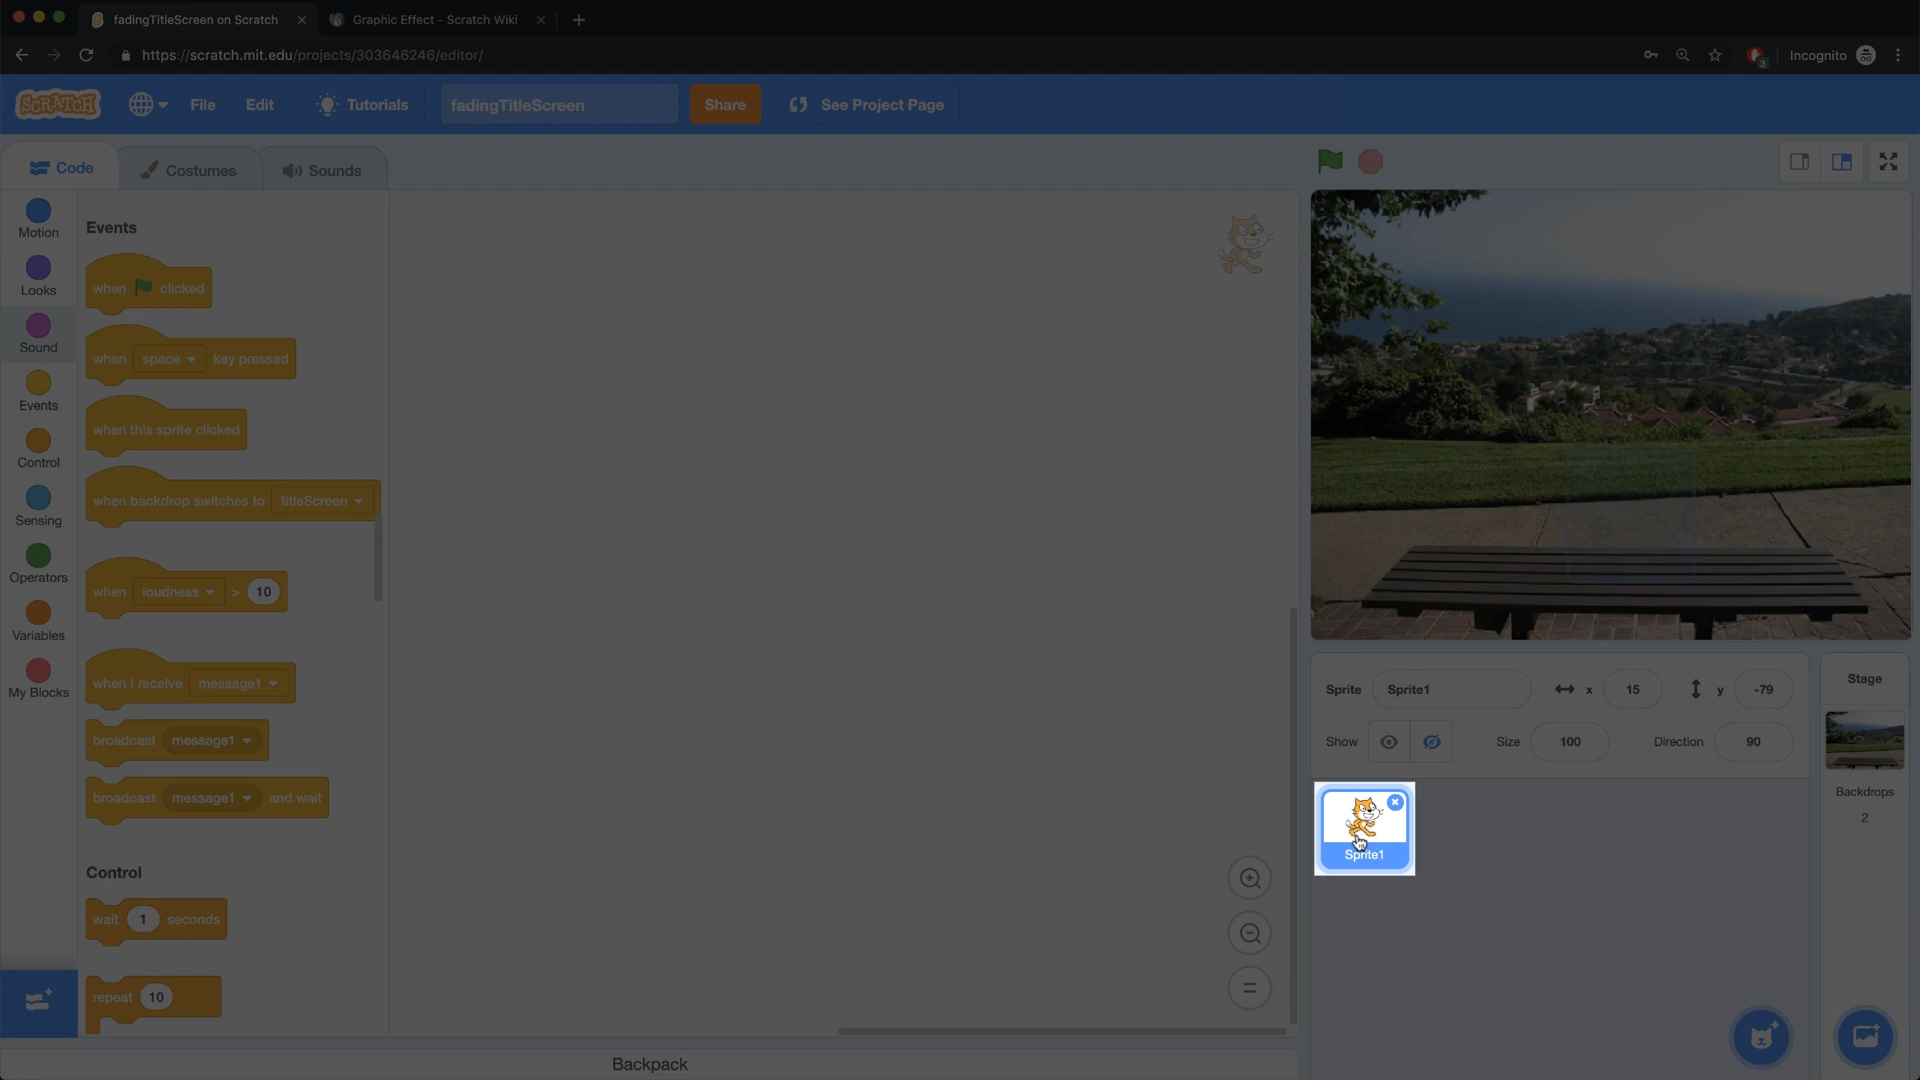 fadingTitleScreen on Scratch
Graphic Effect - Scratch Wiki
https://scratch.mit.edu/projects/303646246/editor/
3
Incognito
SCRATCH
File
Edit
Tutorials
fadingTitleScreen
Share
See Project Page
Code
Costumes
Sounds
Motion
Looks
Sound
Events
Control
Sensing
Operators
Variables
My Blocks
Events
when clicked
when space key pressed
when this sprite clicked
when backdrop switches to titleScreen
when loudness > 10
when I receive message1
broadcast message1
broadcast message1 and wait
Control
wait 1 seconds
repeat 10
Backpack
Sprite Sprite1 x 15 y -79
Show Size 100 Direction 90
Sprite1
Stage
Backdrops
2